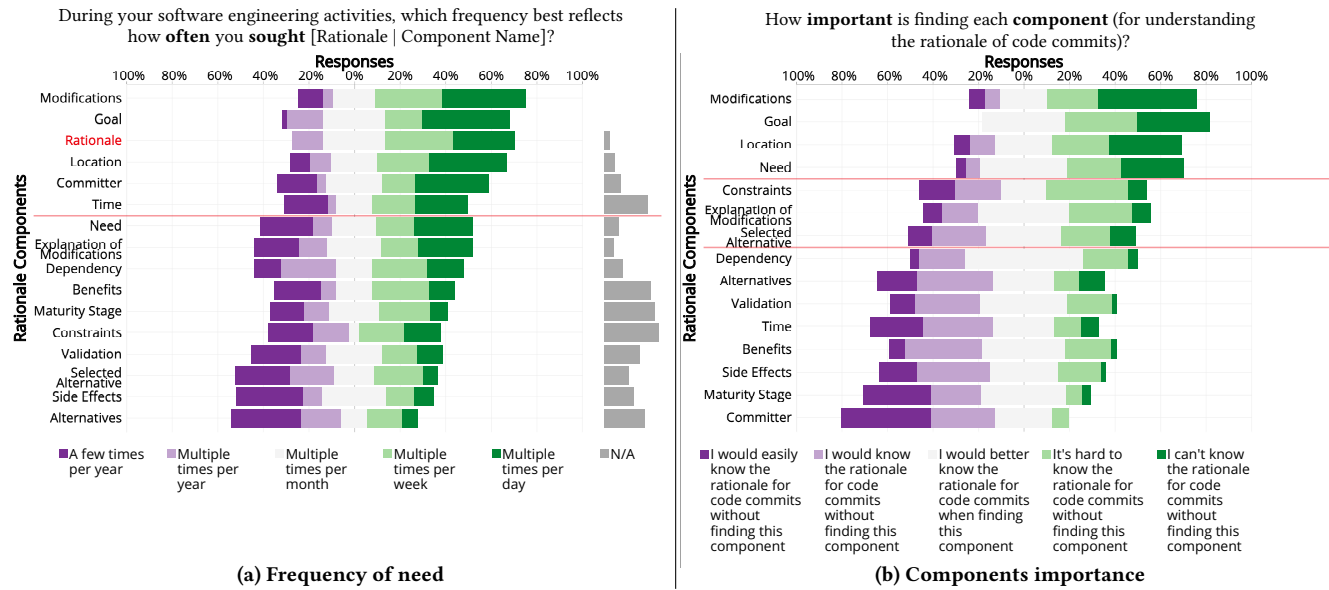 During your software engineering activities, which frequency best reflects
how often you sought [Rationale | Component Name]?
Responses
100% 80% 60% 40% 20% 0% 20% 40% 60% 80% 100%
Rationale Components
Modifications
Goal
Rationale
Location
Committer
Time
Need
Explanation of
Modifications
Dependency
Benefits
Maturity Stage
Constraints
Validation
Selected
Alternative
Side Effects
Alternatives
A few times
per year
Multiple
times per
year
Multiple
times per
month
Multiple
times per
week
Multiple
times per
day
N/A
(a) Frequency of need
How important is finding each component (for understanding
the rationale of code commits)?
Responses
100% 80% 60% 40% 20% 0% 20% 40% 60% 80% 100%
Rationale Components
Modifications
Goal
Location
Need
Constraints
Explanation of
Modifications
Selected
Alternative
Dependency
Alternatives
Validation
Time
Benefits
Side Effects
Maturity Stage
Committer
I would easily
know the
rationale for
code commits
without
finding this
component
I would know
the rationale
for code
commits
without
finding this
component
I would better
know the
rationale for
code commits
when finding
this
component
It's hard to
know the
rationale for
code commits
without
finding this
component
I can't know
the rationale
for code
commits
without
finding this
component
(b) Components importance